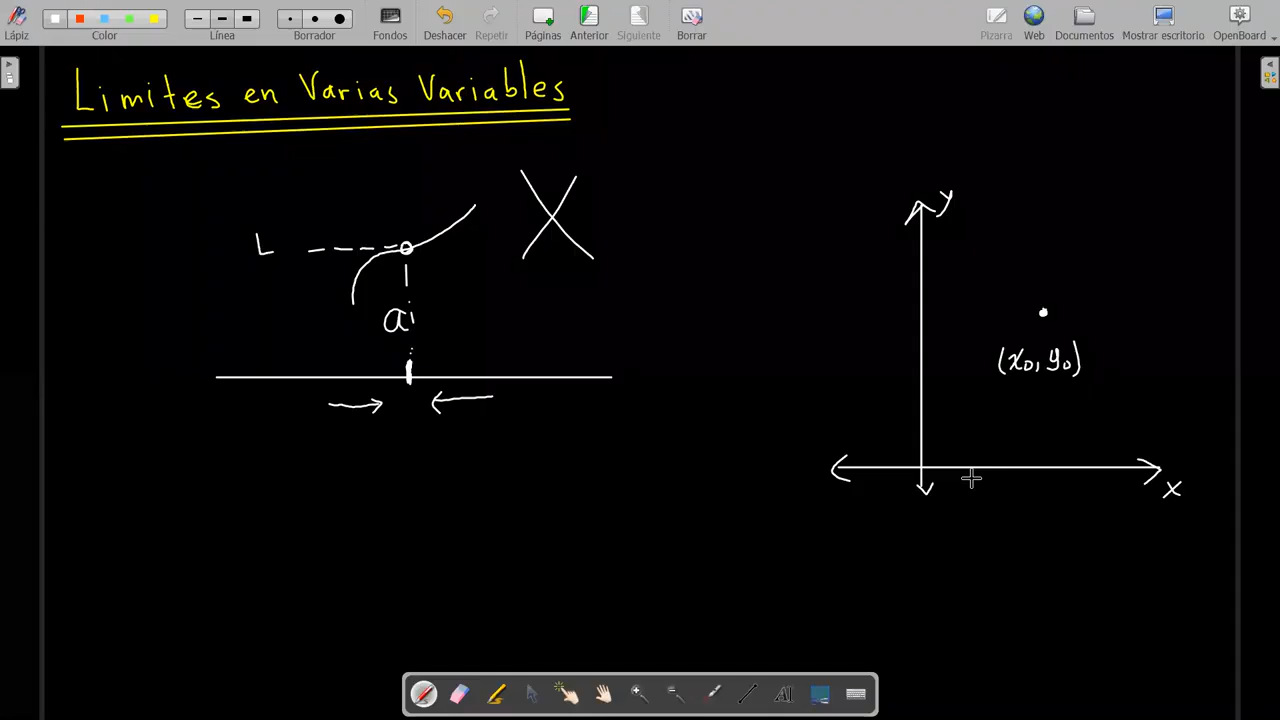 Lápiz Color Línea Borrador Fondos Deshacer Repetir Páginas Anterior Siguiente Borrar Pizarra Web Documentos Mostrar escritorio OpenBoard
Limites en Varias Variables
y
L
a
(x₀, y₀)
x
AI